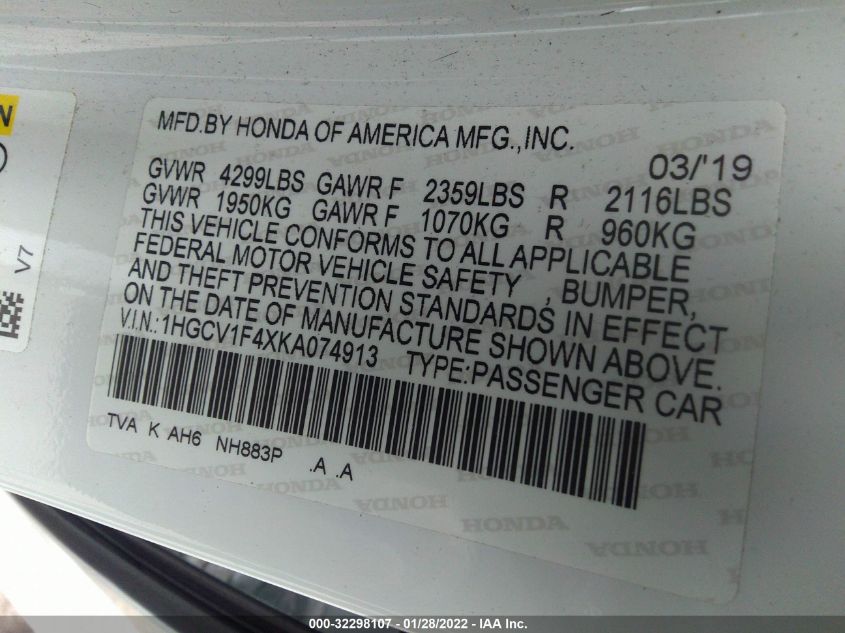 N
V7
MFD.BY HONDA OF AMERICA MFG.,INC.
03/'19
GVWR 4299LBS GAWR F 2359LBS R 2116LBS
GVWR 1950KG GAWR F 1070KG R 960KG
THIS VEHICLE CONFORMS TO ALL APPLICABLE
FEDERAL MOTOR VEHICLE SAFETY , BUMPER,
AND THEFT PREVENTION STANDARDS IN EFFECT
ON THE DATE OF MANUFACTURE SHOWN ABOVE.
V.I.N.:1HGCV1F4XKA074913 TYPE:PASSENGER CAR
TVA K AH6 NH883P .A .A
HONDA
000-32298107 - 01/28/2022 - IAA Inc.